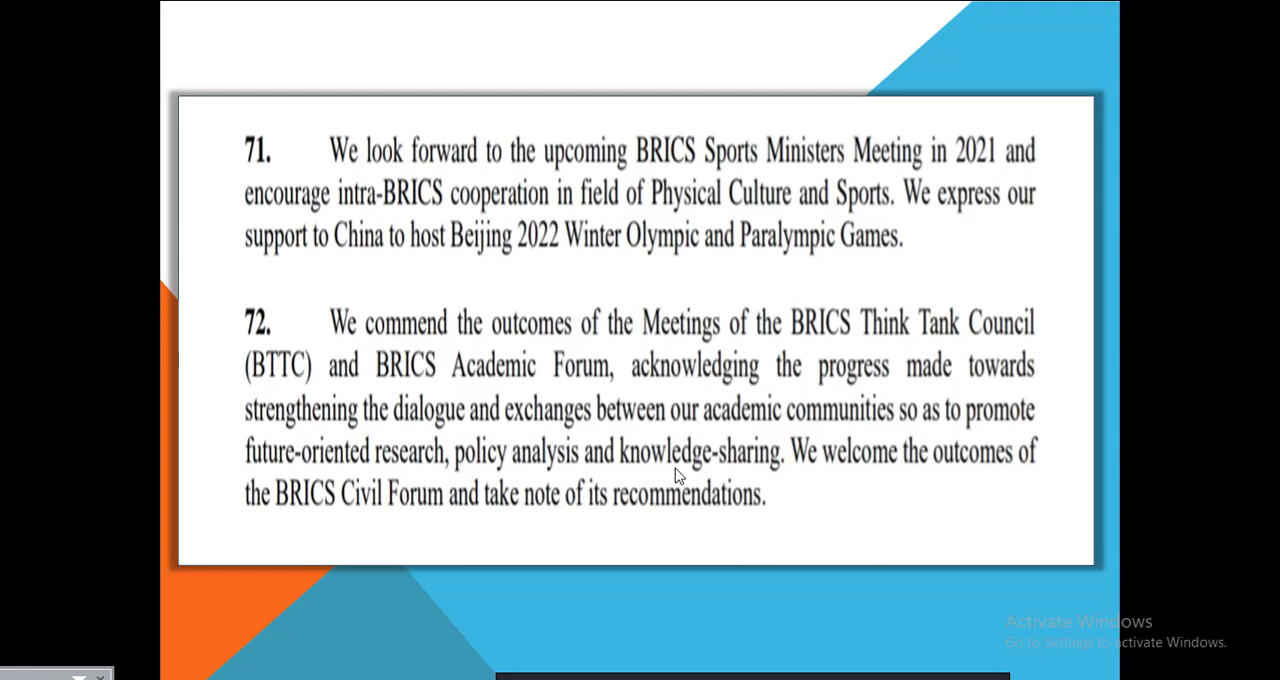 71. We look forward to the upcoming BRICS Sports Ministers Meeting in 2021 and
encourage intra-BRICS cooperation in field of Physical Culture and Sports. We express our
support to China to host Beijing 2022 Winter Olympic and Paralympic Games.
72. We commend the outcomes of the Meetings of the BRICS Think Tank Council
(BTTC) and BRICS Academic Forum, acknowledging the progress made towards
strengthening the dialogue and exchanges between our academic communities so as to promote
future-oriented research, policy analysis and knowledge-sharing. We welcome the outcomes of
the BRICS Civil Forum and take note of its recommendations.
Activate Windows
Go to Settings to activate Windows.